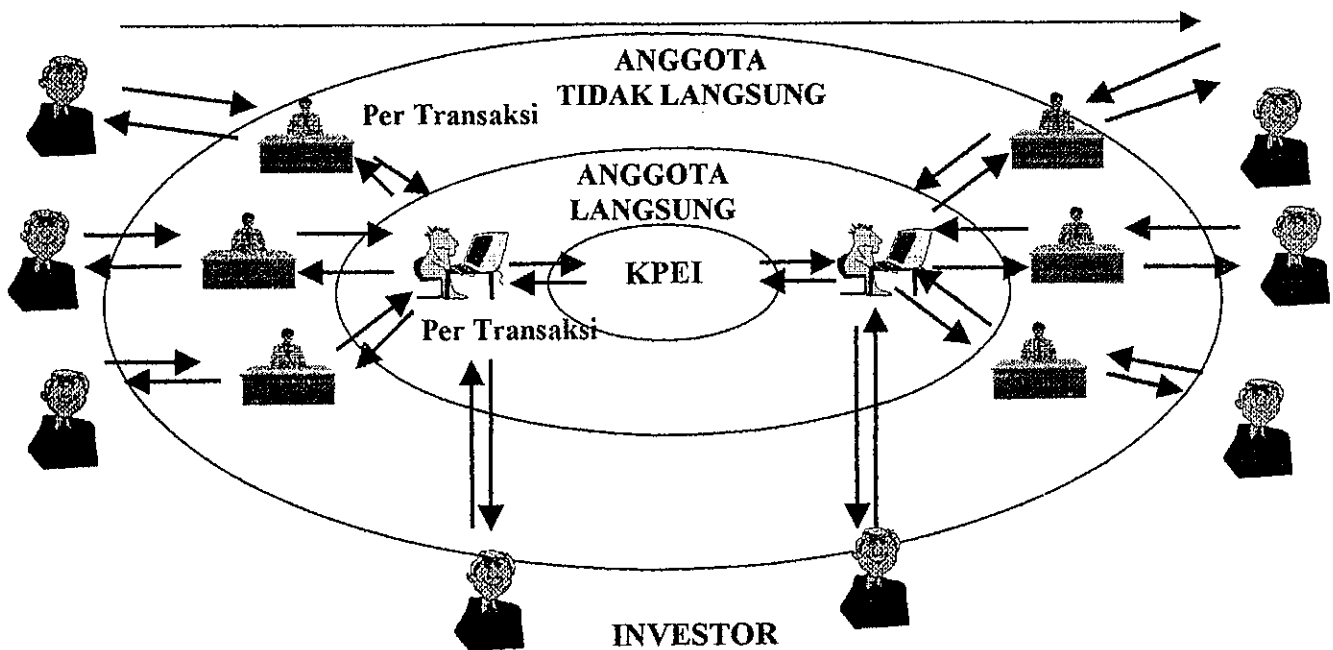 ANGGOTA
TIDAK LANGSUNG
Per Transaksi
ANGGOTA
LANGSUNG
KPEI
Per Transaksi
INVESTOR